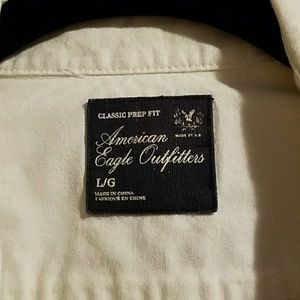 CLASSIC PREP FIT
American
Eagle Outfitters
L/G
MADE IN CHINA
FABRIQUÉ EN CHINE